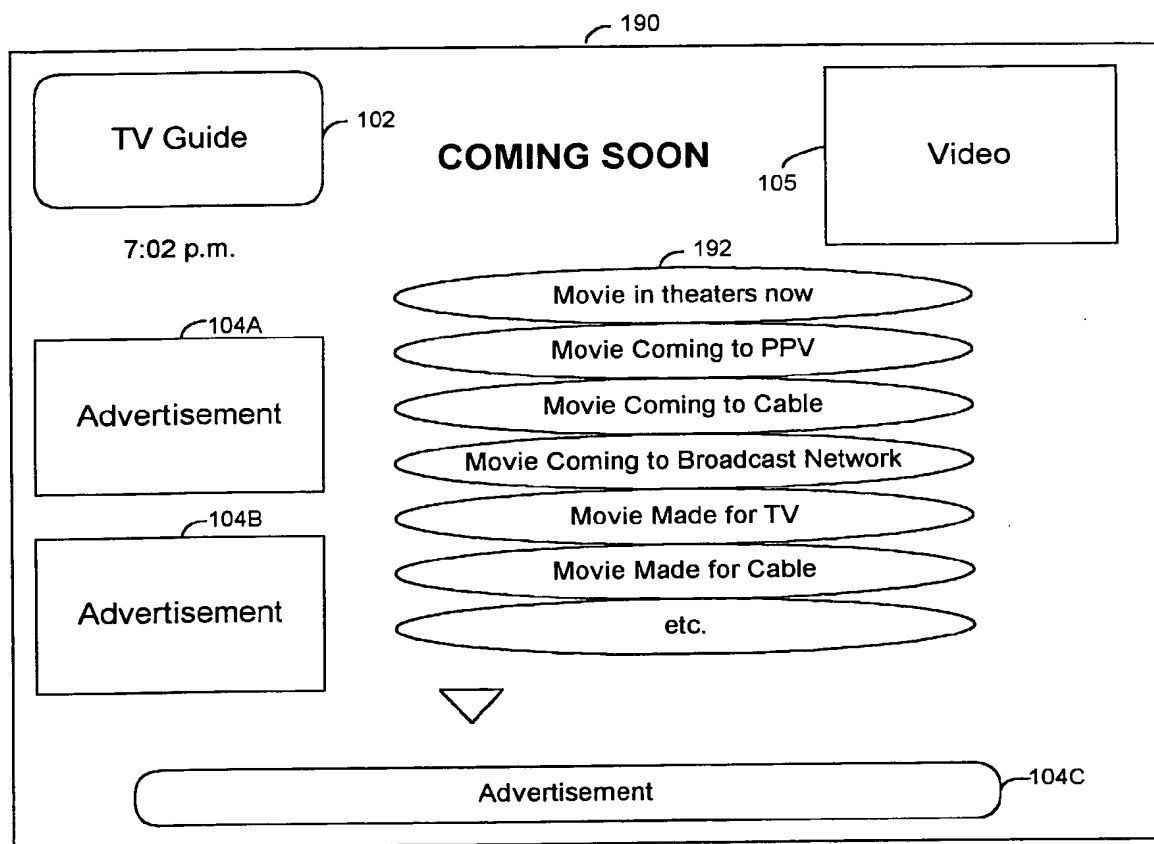 190
TV Guide
102
COMING SOON
105
Video
7:02 p.m.
192
Movie in theaters now
Movie Coming to PPV
Movie Coming to Cable
Movie Coming to Broadcast Network
Movie Made for TV
Movie Made for Cable
etc.
104A
Advertisement
104B
Advertisement
Advertisement
104C